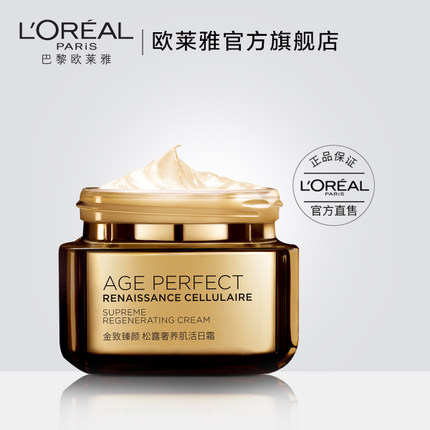 L'ORÉAL
PARiS
巴黎欧莱雅
欧莱雅官方旗舰店
正品保证
L'ORÉAL
PARIS
官方直售
AGE PERFECT
RENAISSANCE CELLULAIRE
SUPREME
REGENERATING CREAM
金致臻颜 松露奢养肌活日霜